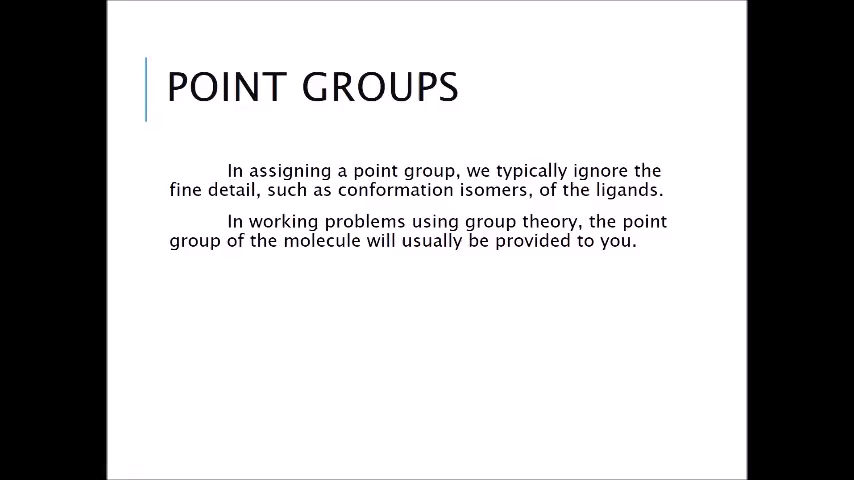 POINT GROUPS
In assigning a point group, we typically ignore the
fine detail, such as conformation isomers, of the ligands.
In working problems using group theory, the point
group of the molecule will usually be provided to you.